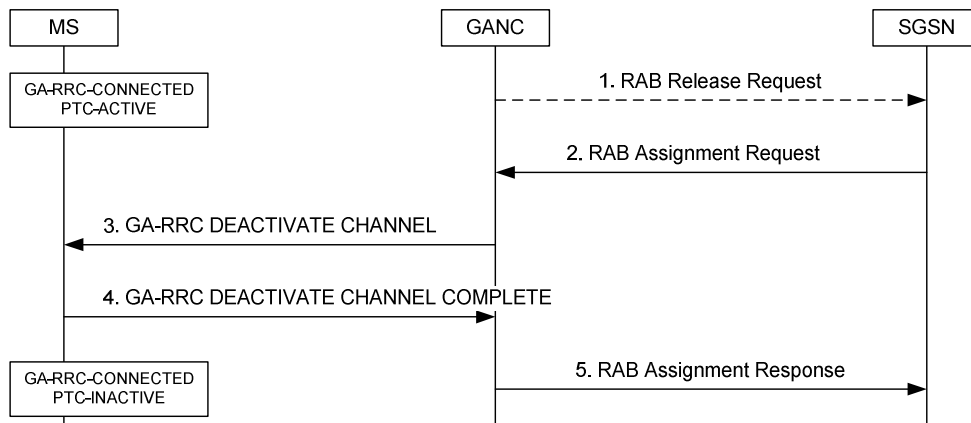 MS
GANC
SGSN
GA-RRC-CONNECTED
PTC-ACTIVE
1. RAB Release Request
2. RAB Assignment Request
3. GA-RRC DEACTIVATE CHANNEL
4. GA-RRC DEACTIVATE CHANNEL COMPLETE
GA-RRC-CONNECTED
PTC-INACTIVE
5. RAB Assignment Response